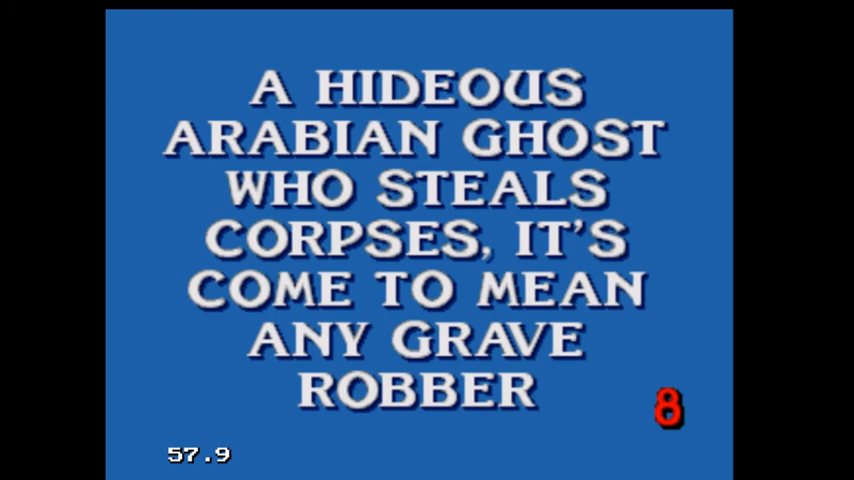 A HIDEOUS
ARABIAN GHOST
WHO STEALS
CORPSES, IT'S
COME TO MEAN
ANY GRAVE
ROBBER
8
57.9